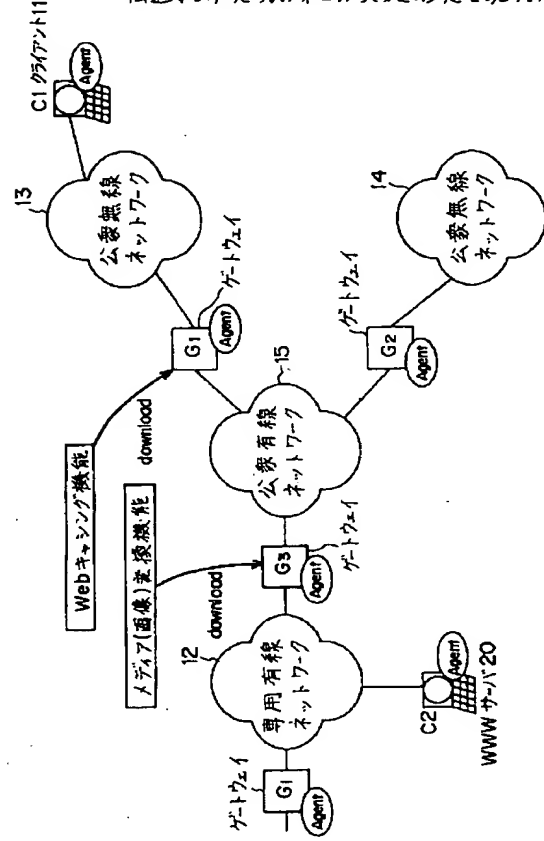 C1 クライアント11
Agent
13
公衆無線
ネットワーク
14
公衆無線
ネットワーク
ゲートウェイ
G1
Agent
ゲートウェイ
G2
Agent
15
公衆有線
ネットワーク
Webキャシング機能
download
メディア(画像)変換機能
download
G3
ゲートウェイ
Agent
12
専用有線
ネットワーク
Agent
C2
WWW サーバ20
ゲートウェイ
G1
Agent